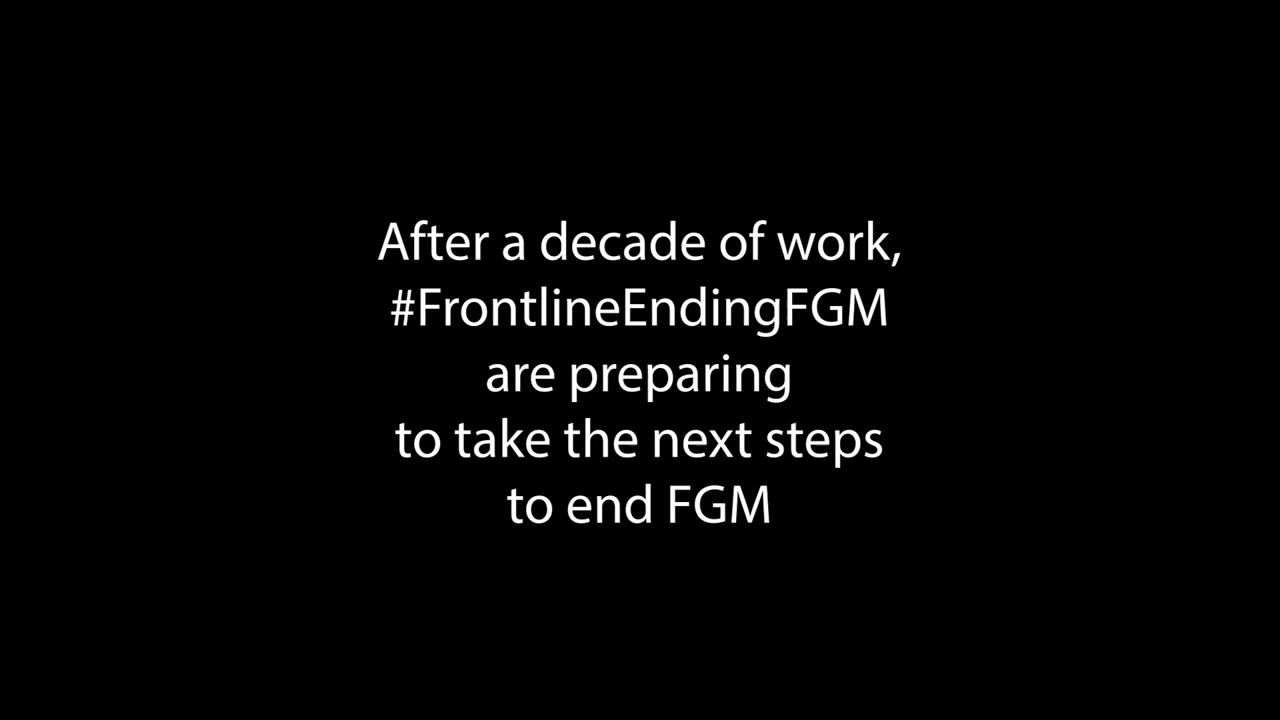 After a decade of work,
#FrontlineEndingFGM
are preparing
to take the next steps
to end FGM